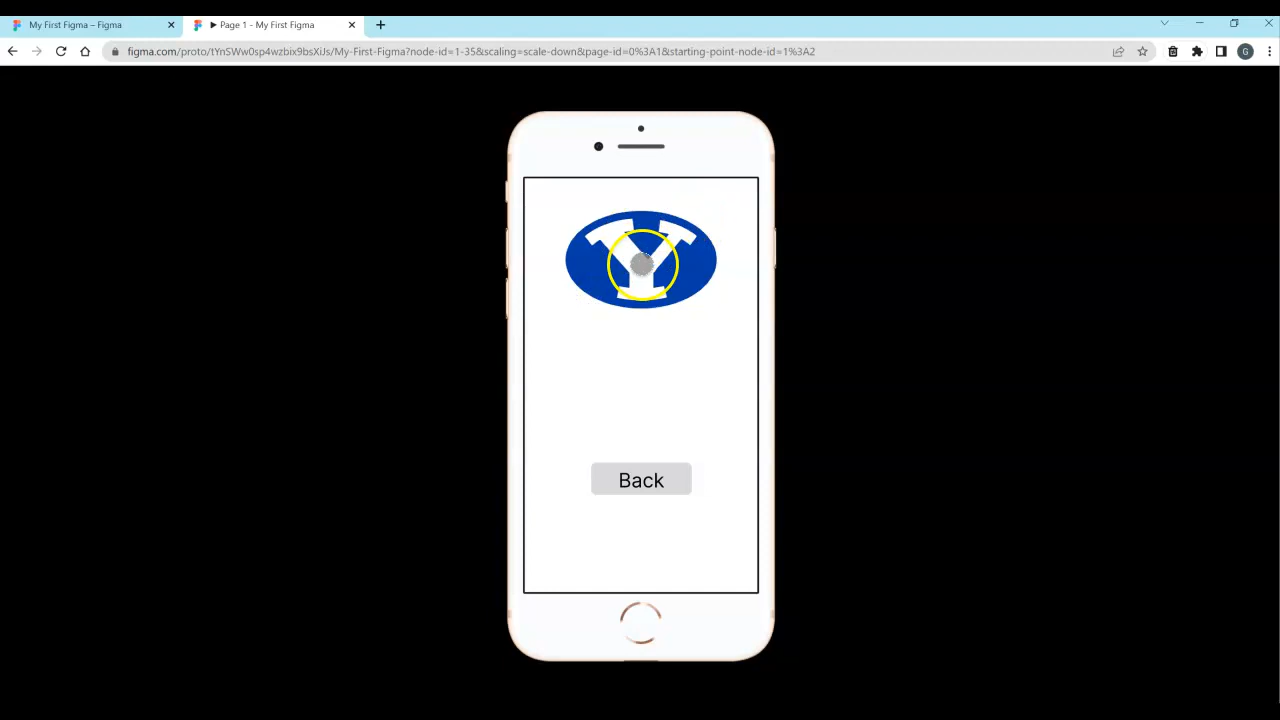 My First Figma – Figma
Page 1 - My First Figma
figma.com/proto/tYnSWw0sp4wzbix9bsXiJs/My-First-Figma?node-id=1-35&scaling=scale-down&page-id=0%3A1&starting-point-node-id=1%3A2
G
Y
Back